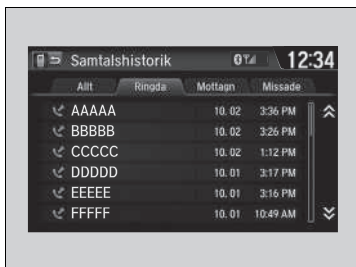 Samtalshistorik 12:34
Allt Ringda Mottagn Missade
AAAAA 10. 02 3:36 PM
BBBBB 10. 02 3:26 PM
CCCCC 10. 02 1:12 PM
DDDDD 10. 01 3:17 PM
EEEEE 10. 01 3:16 PM
FFFFF 10. 01 10:49 AM